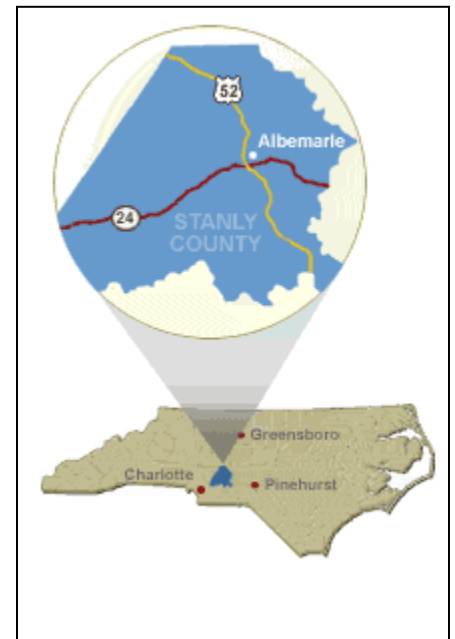 52
Albemarle
24
STANLY
COUNTY
Greensboro
Charlotte
Pinehurst